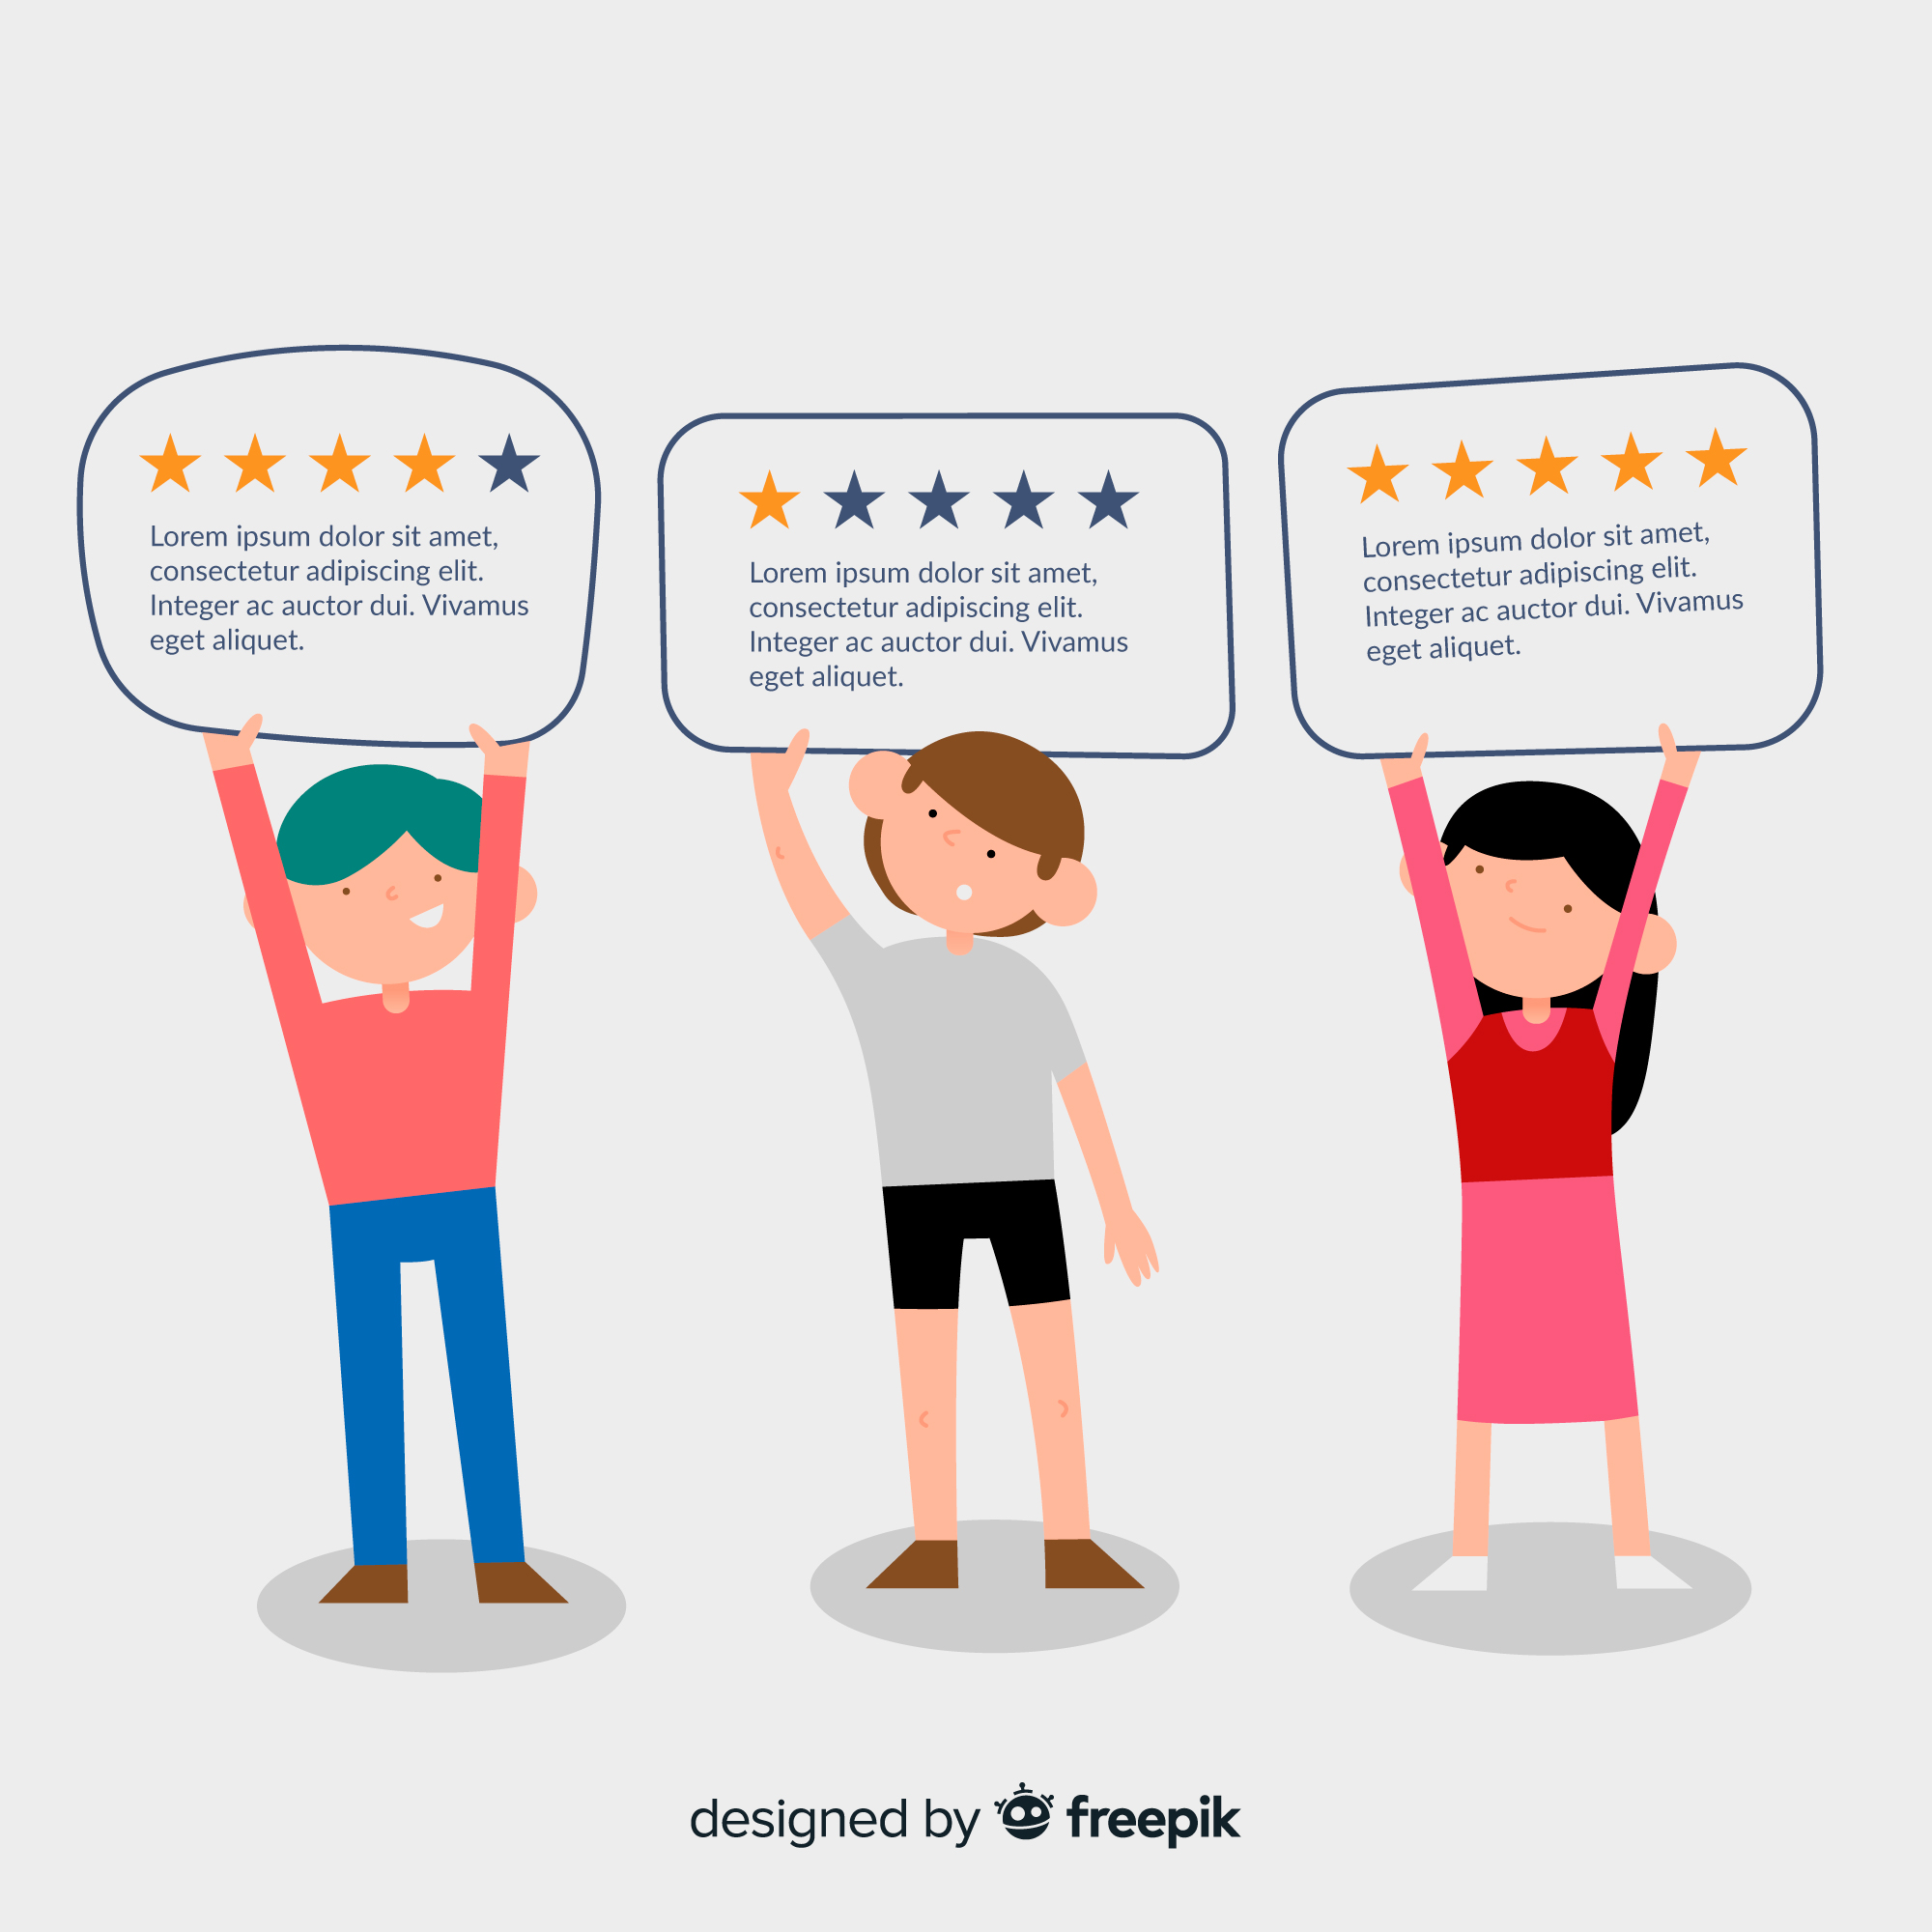 Lorem ipsum dolor sit amet,
consectetur adipiscing elit.
Integer ac auctor dui. Vivamus
eget aliquet.
Lorem ipsum dolor sit amet,
consectetur adipiscing elit.
Integer ac auctor dui. Vivamus
eget aliquet.
Lorem ipsum dolor sit amet,
consectetur adipiscing elit.
Integer ac auctor dui. Vivamus
eget aliquet.
designed by freepik